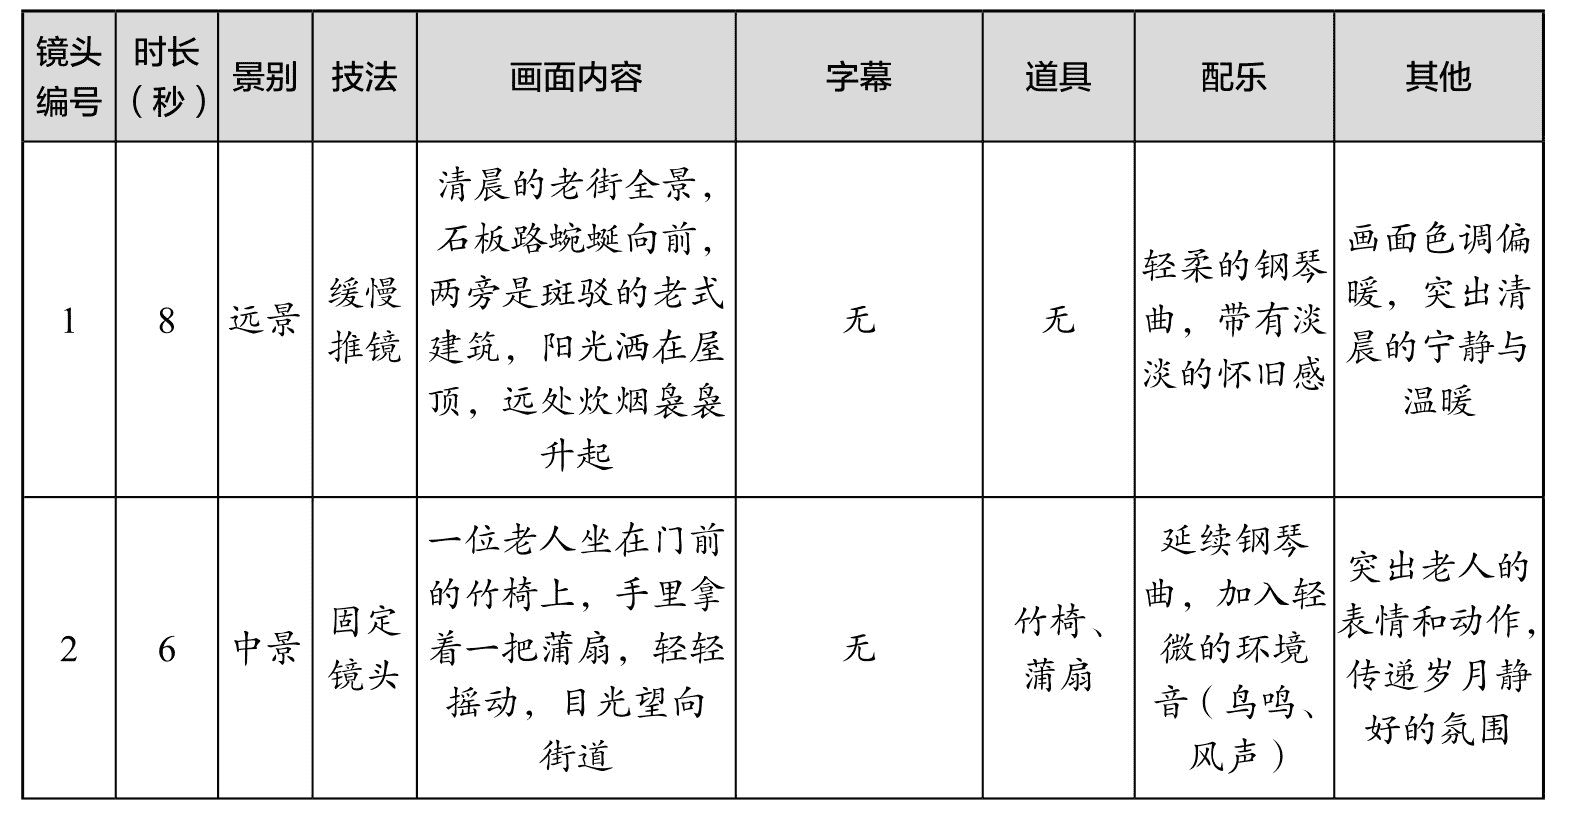 镜头
编号
时长
（秒）
景别
技法
画面内容
字幕
道具
配乐
其他
1
8
远景
缓慢
推镜
清晨的老街全景，
石板路蜿蜒向前，
两旁是斑驳的老式
建筑，阳光洒在屋
顶，远处炊烟袅袅
升起
无
无
轻柔的钢琴
曲，带有淡
淡的怀旧感
画面色调偏
暖，突出清
晨的宁静与
温暖
2
6
中景
固定
镜头
一位老人坐在门前
的竹椅上，手里拿
着一把蒲扇，轻轻
摇动，目光望向
街道
无
竹椅、
蒲扇
延续钢琴
曲，加入轻
微的环境
音（鸟鸣、
风声）
突出老人的
表情和动作，
传递岁月静
好的氛围